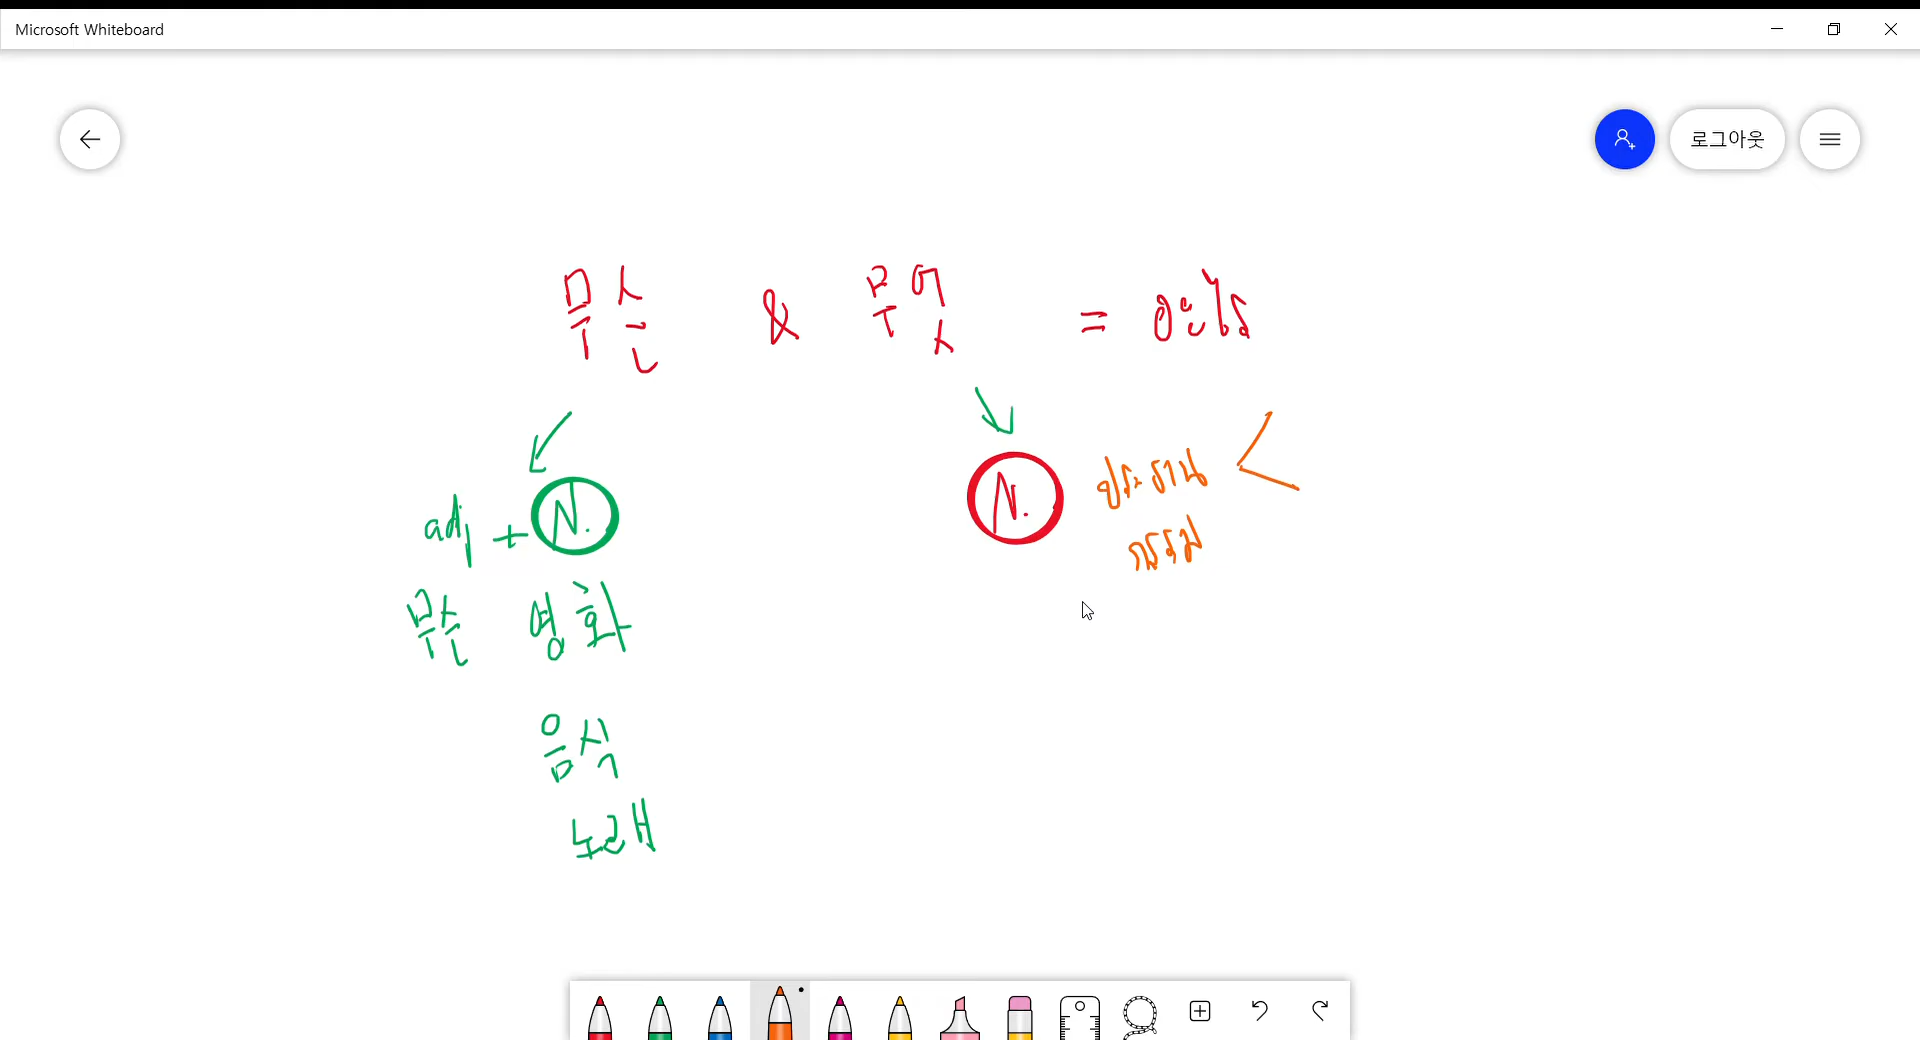 Microsoft Whiteboard
로그아웃
무슨 & 무엇 = อะไร
adj + N.
N. ประธาน
กรรม
무슨 영화
음식
노래